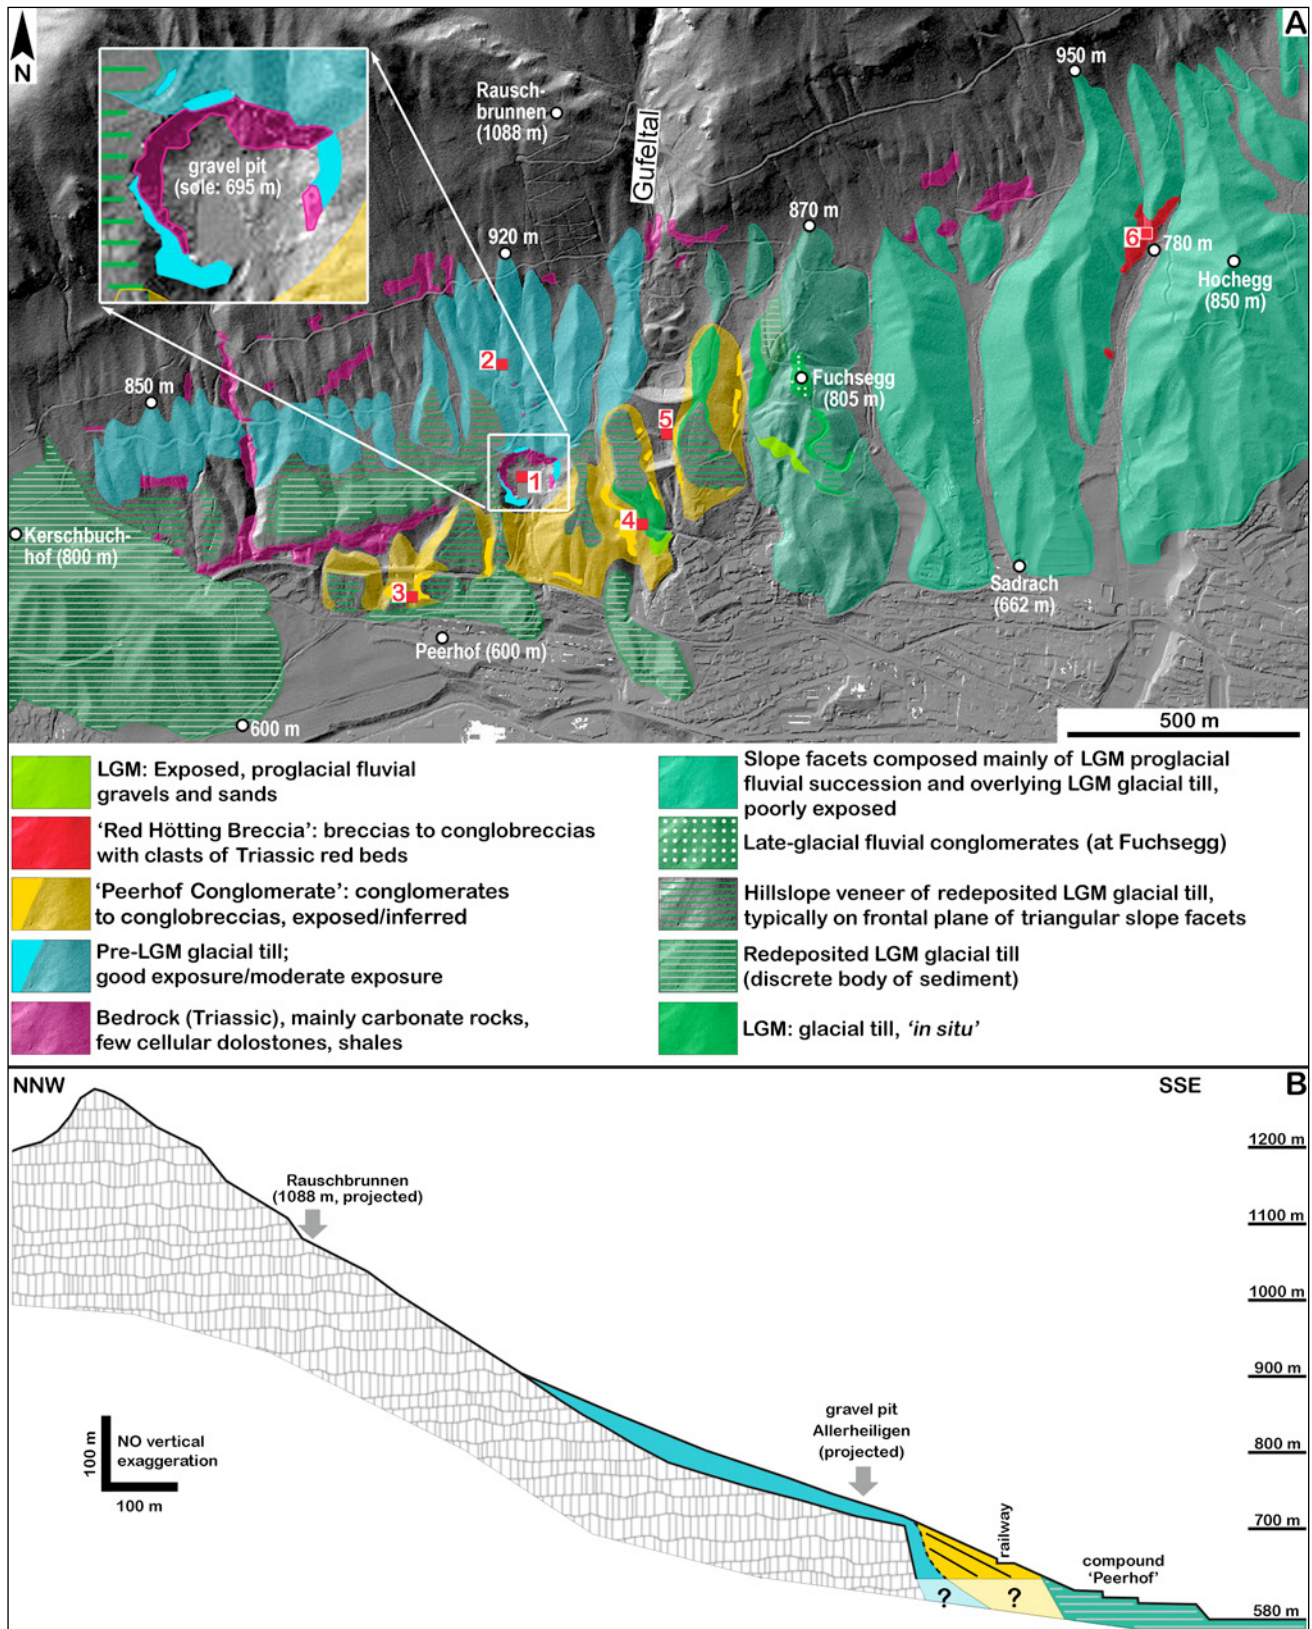 A
N
gravel pit
(sole: 695 m)
Rausch-
brunnen
(1088 m)
Gufeltal
950 m
870 m
920 m
6
780 m
Hochegg
(850 m)
2
850 m
Fuchsegg
(805 m)
5
1
4
Kerschbuch-
hof (800 m)
3
Sadrach
(662 m)
Peerhof (600 m)
600 m
500 m
LGM: Exposed, proglacial fluvial
gravels and sands
'Red Hötting Breccia': breccias to conglobreccias
with clasts of Triassic red beds
'Peerhof Conglomerate': conglomerates
to conglobreccias, exposed/inferred
Pre-LGM glacial till;
good exposure/moderate exposure
Bedrock (Triassic), mainly carbonate rocks,
few cellular dolostones, shales
Slope facets composed mainly of LGM proglacial
fluvial succession and overlying LGM glacial till,
poorly exposed
Late-glacial fluvial conglomerates (at Fuchsegg)
Hillslope veneer of redeposited LGM glacial till,
typically on frontal plane of triangular slope facets
Redeposited LGM glacial till
(discrete body of sediment)
LGM: glacial till, 'in situ'
NNW
SSE
B
1200 m
Rauschbrunnen
(1088 m, projected)
1100 m
1000 m
900 m
gravel pit
Allerheiligen
(projected)
800 m
100 m
NO vertical
exaggeration
100 m
700 m
railway
compound
'Peerhof'
?
?
580 m